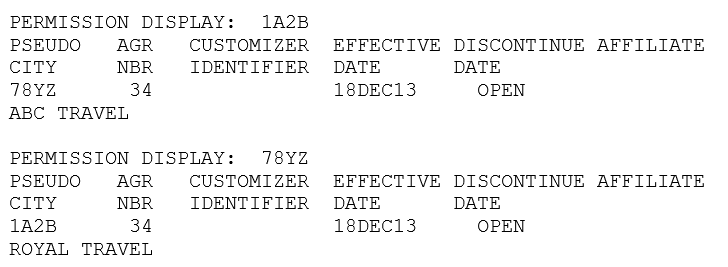 PERMISSION DISPLAY: 1A2B
PSEUDO AGR CUSTOMIZER EFFECTIVE DISCONTINUE AFFILIATE
CITY NBR IDENTIFIER DATE DATE
78YZ 34 18DEC13 OPEN
ABC TRAVEL
PERMISSION DISPLAY: 78YZ
PSEUDO AGR CUSTOMIZER EFFECTIVE DISCONTINUE AFFILIATE
CITY NBR IDENTIFIER DATE DATE
1A2B 34 18DEC13 OPEN
ROYAL TRAVEL